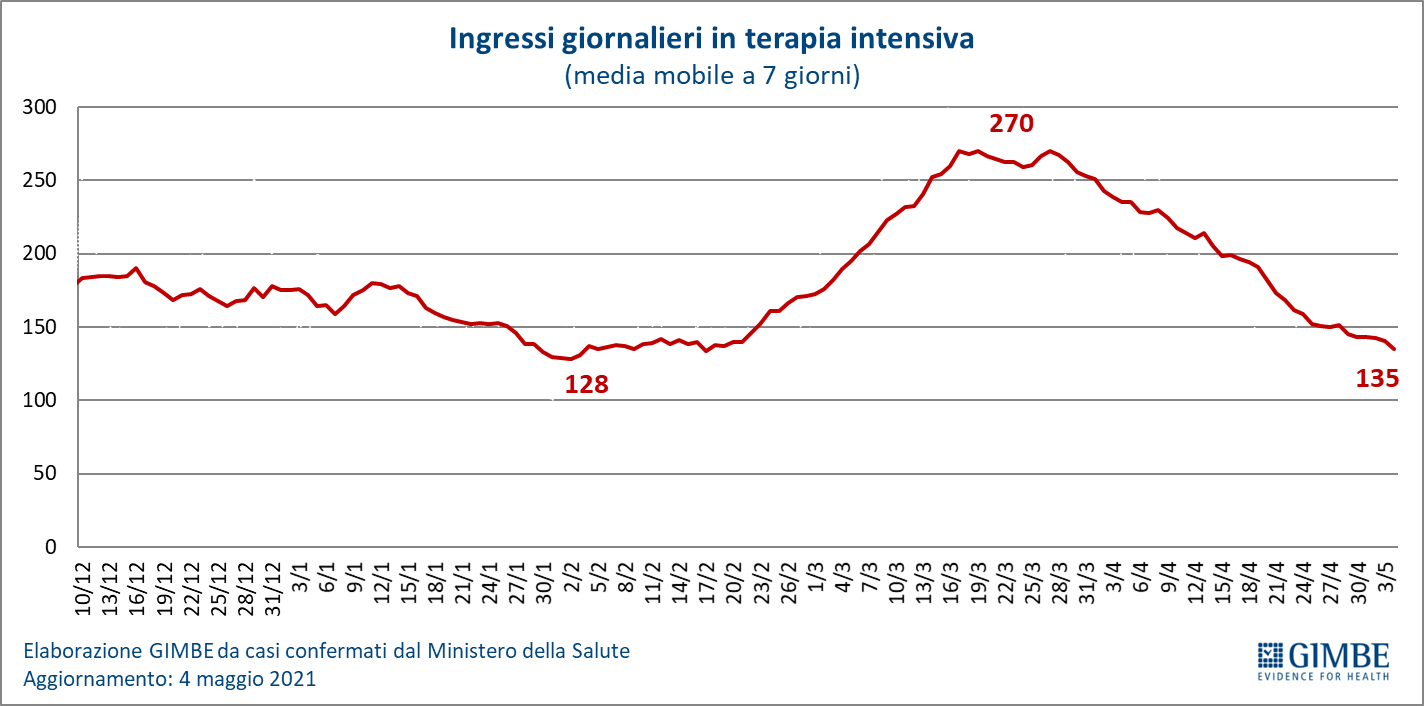 Ingressi giornalieri in terapia intensiva
(media mobile a 7 giorni)
300
250
200
150
100
50
0
270
128
135
10/12 13/12 16/12 19/12 22/12 25/12 28/12 31/12 3/1 6/1 9/1 12/1 15/1 18/1 21/1 24/1 27/1 30/1 2/2 5/2 8/2 11/2 14/2 17/2 20/2 23/2 26/2 1/3 4/3 7/3 10/3 13/3 16/3 19/3 22/3 25/3 28/3 31/3 3/4 6/4 9/4 12/4 15/4 18/4 21/4 24/4 27/4 30/4 3/5
Elaborazione GIMBE da casi confermati dal Ministero della Salute
Aggiornamento: 4 maggio 2021
GIMBE
EVIDENCE FOR HEALTH